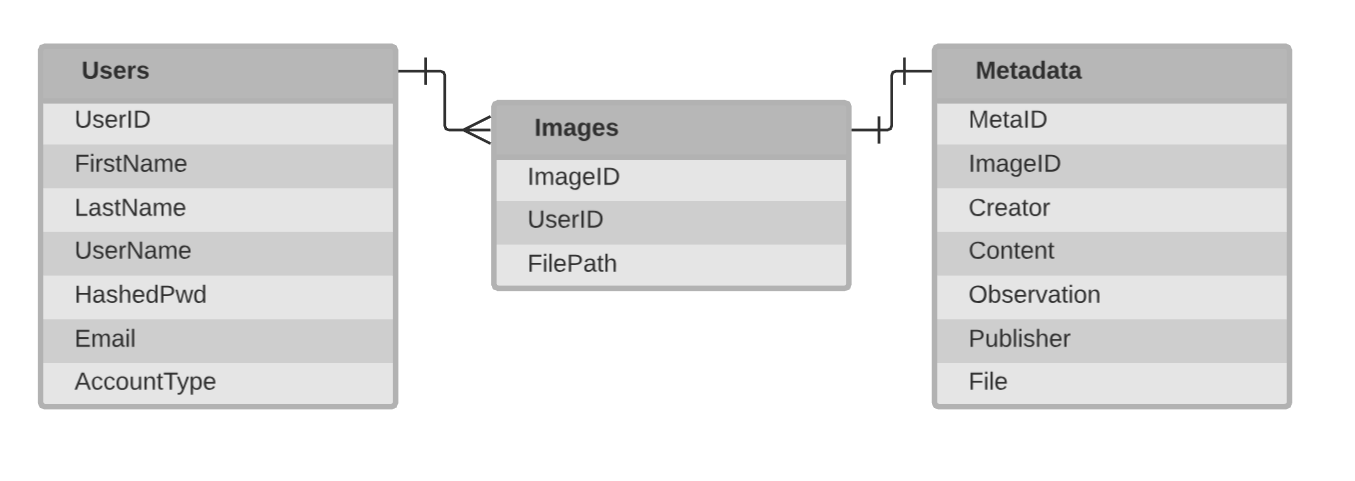 Users
UserID
FirstName
LastName
UserName
HashedPwd
Email
AccountType
Images
ImageID
UserID
FilePath
Metadata
MetaID
ImageID
Creator
Content
Observation
Publisher
File